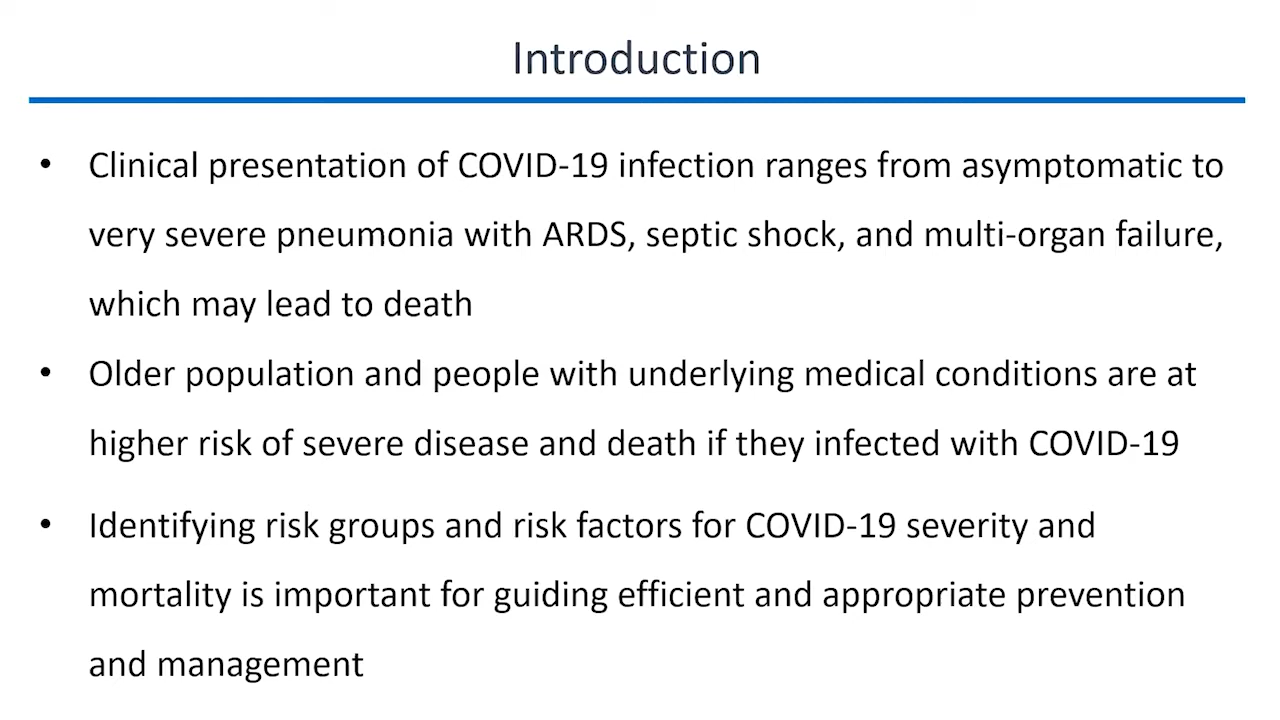 Introduction
• Clinical presentation of COVID-19 infection ranges from asymptomatic to
very severe pneumonia with ARDS, septic shock, and multi-organ failure,
which may lead to death
• Older population and people with underlying medical conditions are at
higher risk of severe disease and death if they infected with COVID-19
• Identifying risk groups and risk factors for COVID-19 severity and
mortality is important for guiding efficient and appropriate prevention
and management